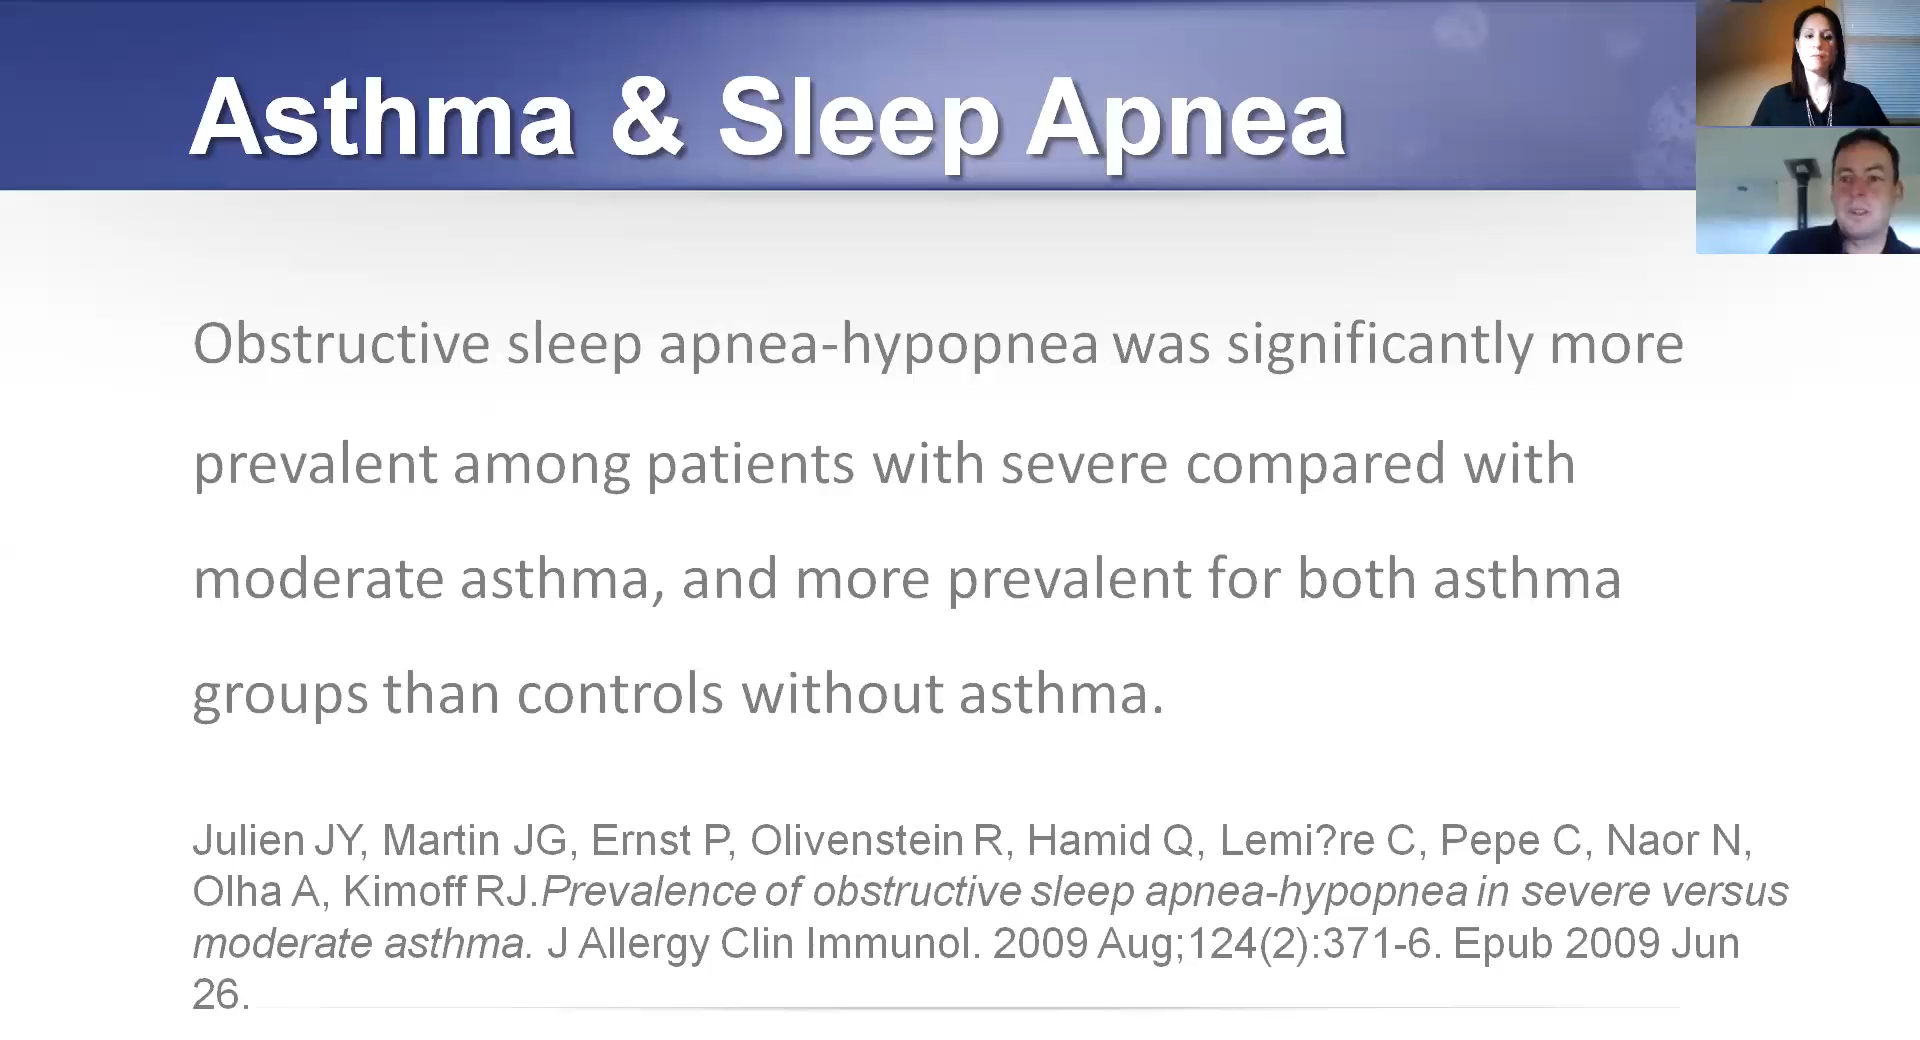 Asthma & Sleep Apnea
Obstructive sleep apnea-hypopnea was significantly more
prevalent among patients with severe compared with
moderate asthma, and more prevalent for both asthma
groups than controls without asthma.
Julien JY, Martin JG, Ernst P, Olivenstein R, Hamid Q, Lemi?re C, Pepe C, Naor N,
Olha A, Kimoff RJ.Prevalence of obstructive sleep apnea-hypopnea in severe versus
moderate asthma. J Allergy Clin Immunol. 2009 Aug;124(2):371-6. Epub 2009 Jun
26.